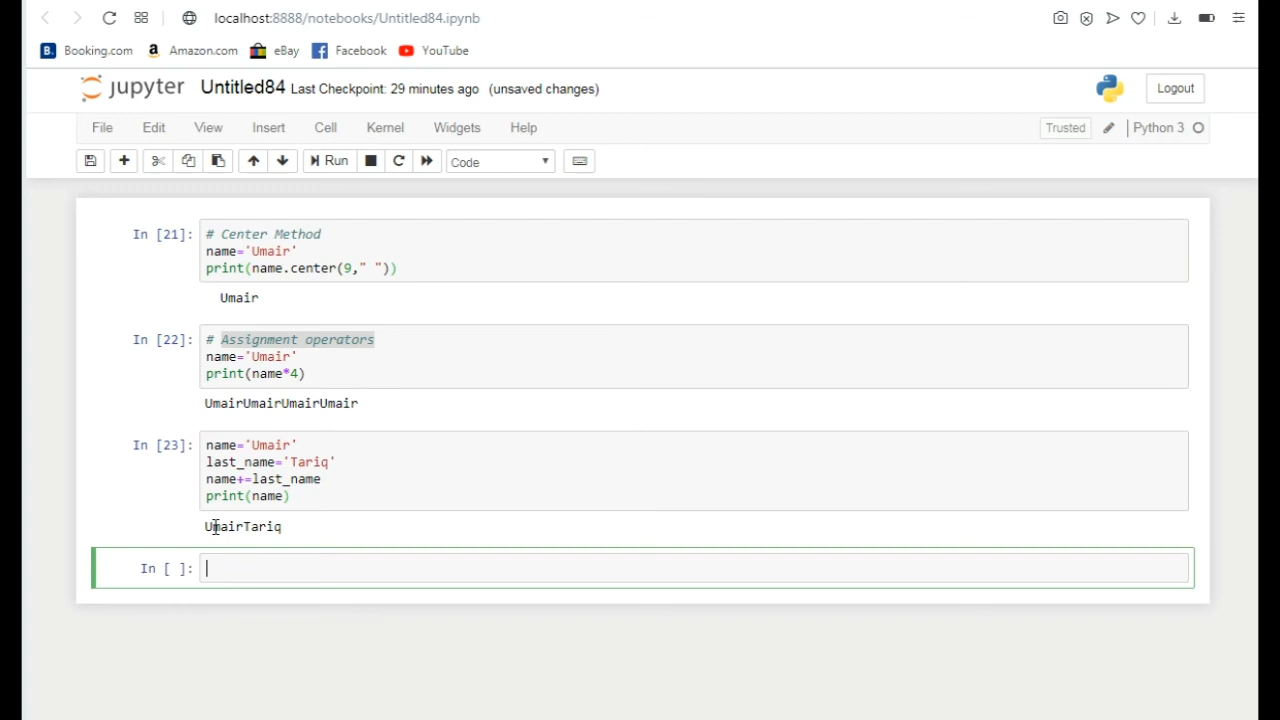 localhost:8888/notebooks/Untitled84.ipynb
B. Booking.com a Amazon.com eBay Facebook YouTube
jupyter Untitled84 Last Checkpoint: 29 minutes ago (unsaved changes) Logout
File Edit View Insert Cell Kernel Widgets Help Trusted Python 3
Run Code
In [21]: # Center Method
name='Umair'
print(name.center(9," "))
Umair
In [22]: # Assignment operators
name='Umair'
print(name*4)
UmairUmairUmairUmair
In [23]: name='Umair'
last_name='Tariq'
name+=last_name
print(name)
UmairTariq
In [ ]: